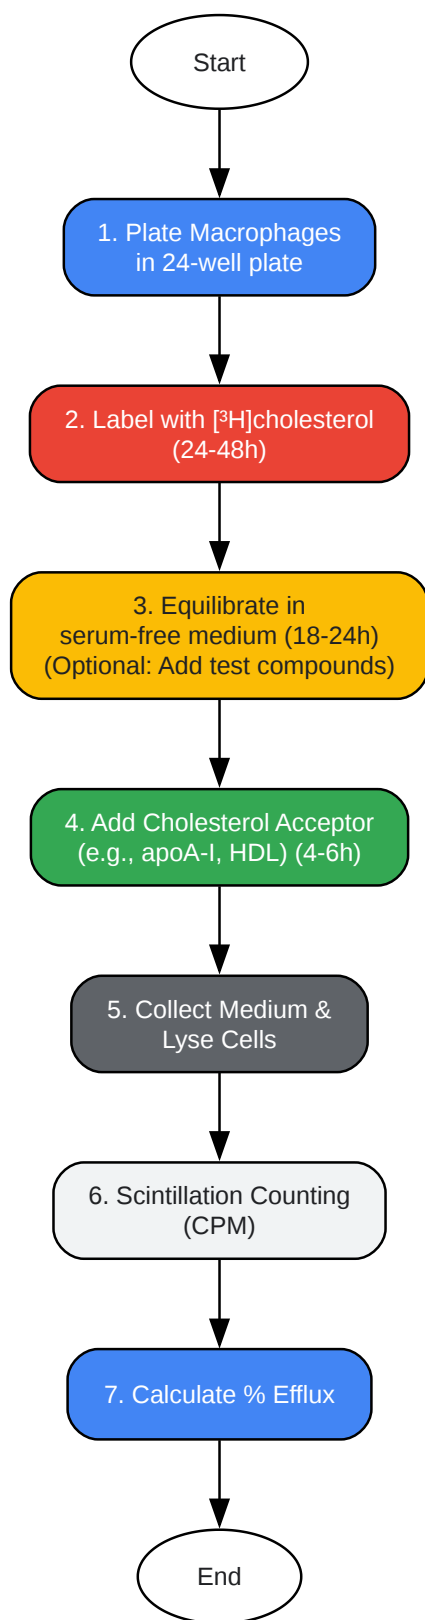 Start
1. Plate Macrophages
in 24-well plate
2. Label with [³H]cholesterol
(24-48h)
3. Equilibrate in
serum-free medium (18-24h)
(Optional: Add test compounds)
4. Add Cholesterol Acceptor
(e.g., apoA-I, HDL) (4-6h)
5. Collect Medium &
Lyse Cells
6. Scintillation Counting
(CPM)
7. Calculate % Efflux
End